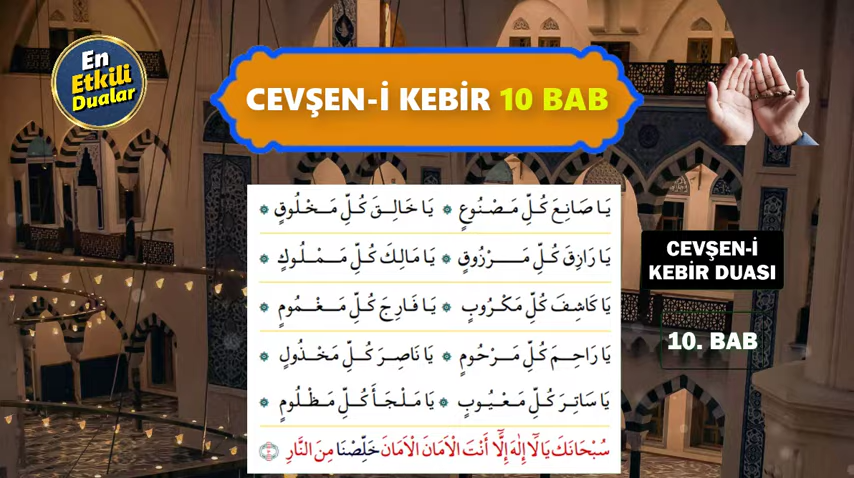 En
Etkili
Dualar
CEVŞEN-İ KEBİR 10 BAB
يَا صَانِعَ كُلِّ مَصْنُوعٍ ۞ يَا خَالِقَ كُلِّ مَخْلُوقٍ ۞
يَا رَازِقَ كُلِّ مَرْزُوقٍ ۞ يَا مَالِكَ كُلِّ مَمْلُوكٍ ۞
يَا كَاشِفَ كُلِّ مَكْرُوبٍ ۞ يَا فَارِجَ كُلِّ مَغْمُومٍ ۞
يَا رَاحِمَ كُلِّ مَرْحُومٍ ۞ يَا نَاصِرَ كُلِّ مَخْذُولٍ ۞
يَا سَاتِرَ كُلِّ مَعْيُوبٍ ۞ يَا مَلْجَأَ كُلِّ مَظْلُومٍ ۞
سُبْحَانَكَ يَا لَٓا إِلٰهَ إِلَّٓا أَنْتَ الْاَمَانَ الْاَمَانَ خَلِّصْنَا مِنَ النَّارِ
CEVŞEN-İ
KEBİR DUASI
10. BAB